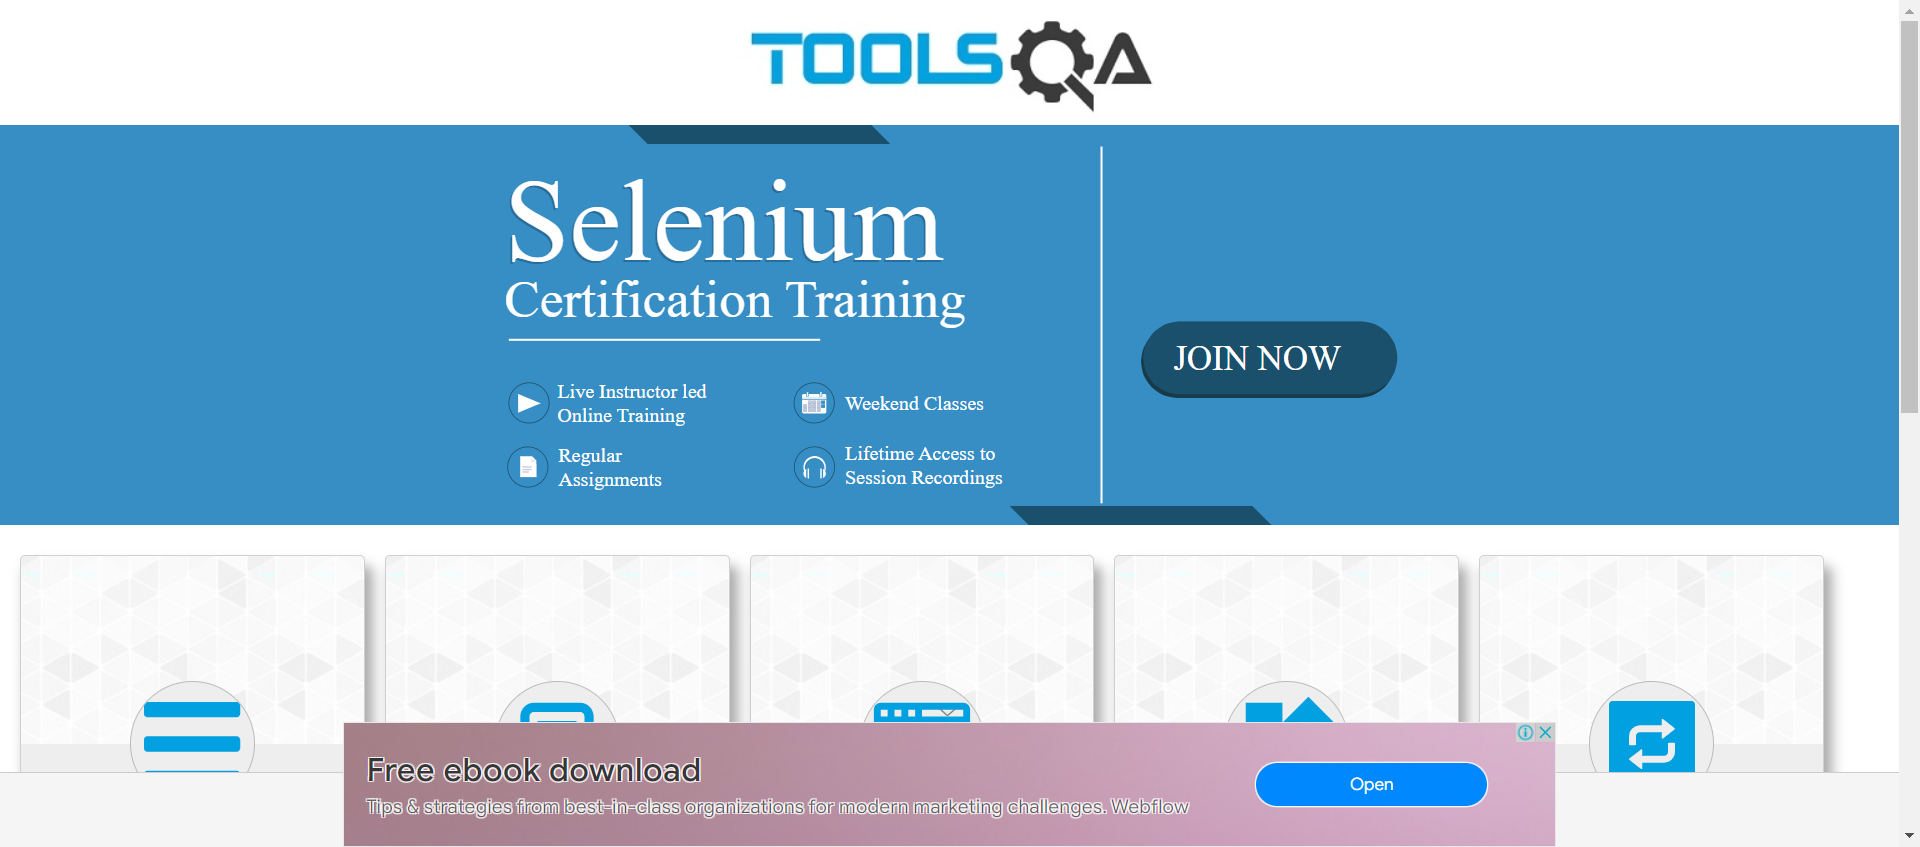 TOOLSQA
Selenium
Certification Training
JOIN NOW
Live Instructor led
Online Training
Weekend Classes
Regular
Assignments
Lifetime Access to
Session Recordings
Free ebook download
Tips & strategies from best-in-class organizations for modern marketing challenges. Webflow
Open